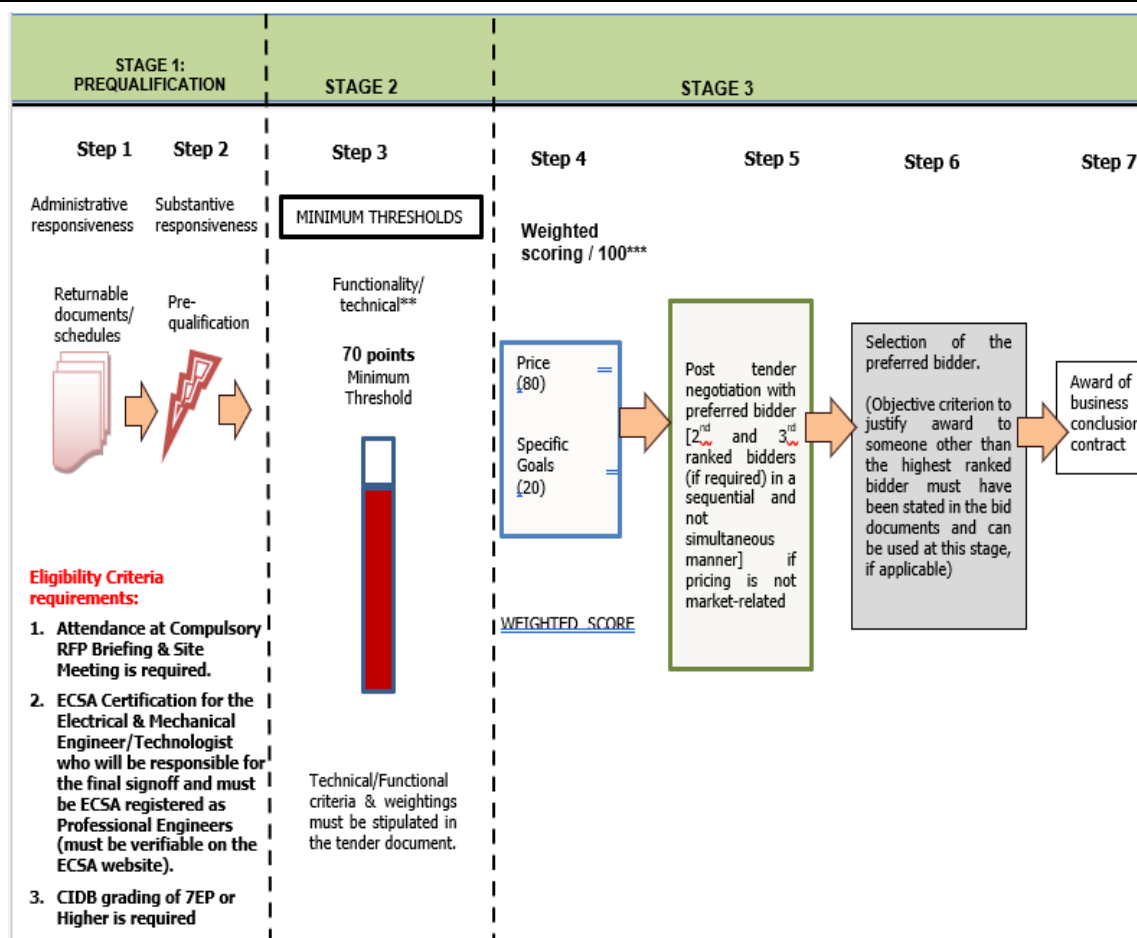 STAGE 1:
PREQUALIFICATION
STAGE 2
STAGE 3
Step 1
Step 2
Step 3
Step 4
Step 5
Step 6
Step 7
Administrative
responsiveness
Substantive
responsiveness
MINIMUM THRESHOLDS
Weighted
scoring / 100***
Returnable
documents/
schedules
Pre-
qualification
Functionality/
technical**
70 points
Minimum
Threshold
Price
(80)
Specific
Goals
(20)
WEIGHTED SCORE
Post tender
negotiation with
preferred bidder
[2nd and 3rd
ranked bidders
(if required) in a
sequential and
not
simultaneous
manner] if
pricing is not
market-related
Selection of the
preferred bidder.
(Objective criterion to
justify award to
someone other than
the highest ranked
bidder must have
been stated in the bid
documents and can
be used at this stage,
if applicable)
Award of
business
conclusion
contract
Eligibility Criteria
requirements:
1. Attendance at Compulsory
RFP Briefing & Site
Meeting is required.
2. ECSA Certification for the
Electrical & Mechanical
Engineer/Technologist
who will be responsible for
the final signoff and must
be ECSA registered as
Professional Engineers
(must be verifiable on the
ECSA website).
3. CIDB grading of 7EP or
Higher is required
Technical/Functional
criteria & weightings
must be stipulated in
the tender document.